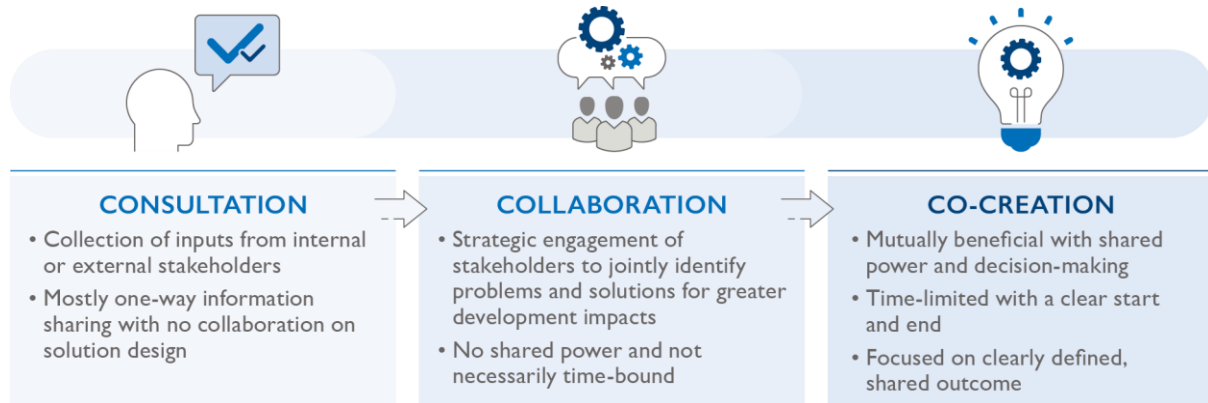 CONSULTATION
• Collection of inputs from internal
or external stakeholders
• Mostly one-way information
sharing with no collaboration on
solution design
COLLABORATION
• Strategic engagement of
stakeholders to jointly identify
problems and solutions for greater
development impacts
• No shared power and not
necessarily time-bound
CO-CREATION
• Mutually beneficial with shared
power and decision-making
• Time-limited with a clear start
and end
• Focused on clearly defined,
shared outcome